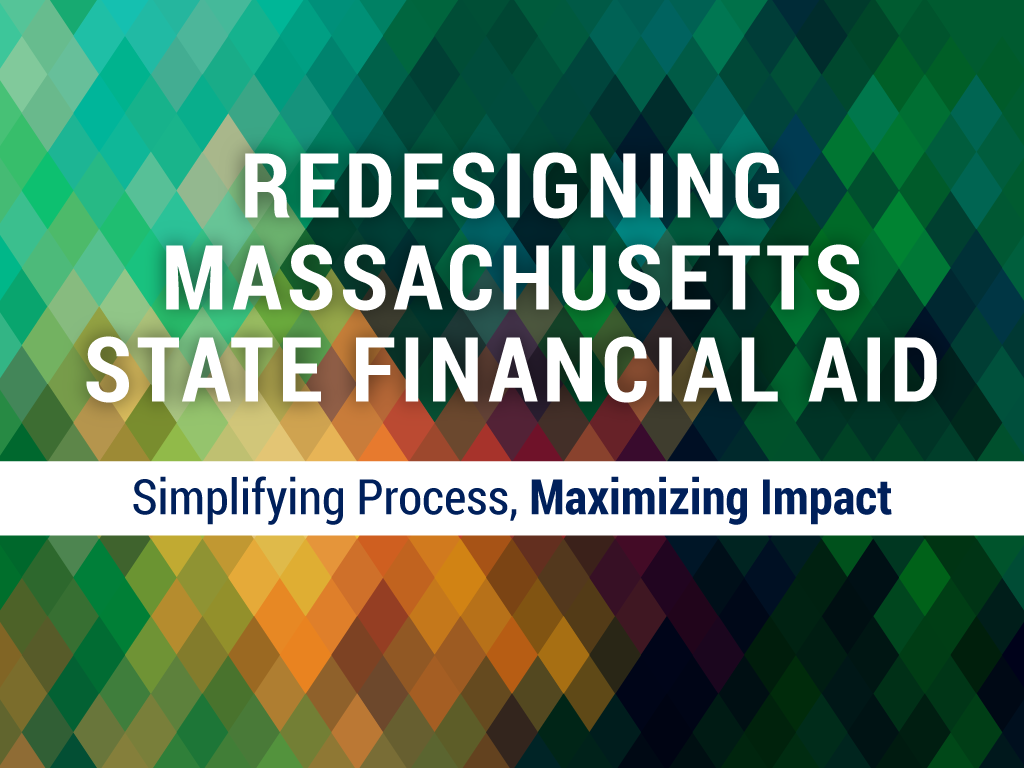 REDESIGNING
MASSACHUSETTS
STATE FINANCIAL AID
Simplifying Process, Maximizing Impact